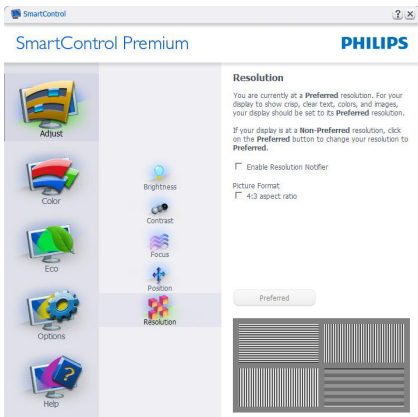 SmartControl
SmartControl Premium
PHILIPS
Adjust
Color
Eco
Options
Help
Brightness
Contrast
Focus
Position
Resolution
Resolution
You are currently at a Preferred resolution. For your
display to show crisp, clear text, colors, and images,
your display should be set to its Preferred resolution.
If your display is at a Non-Preferred resolution, click
on the Preferred button to change your resolution to
Preferred.
Enable Resolution Notifier
Picture Format
4:3 aspect ratio
Preferred